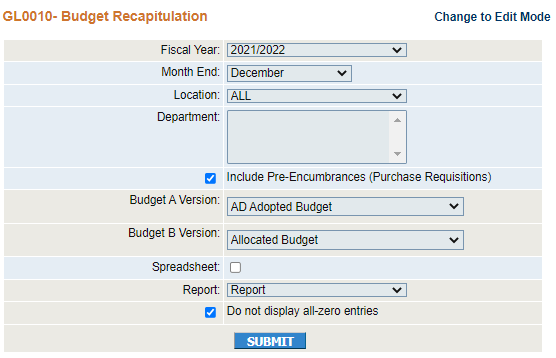 GL0010- Budget Recapitulation Change to Edit Mode
Fiscal Year: 2021/2022
Month End: December
Location: ALL
Department:
Include Pre-Encumbrances (Purchase Requisitions)
Budget A Version: AD Adopted Budget
Budget B Version: Allocated Budget
Spreadsheet:
Report: Report
Do not display all-zero entries
SUBMIT